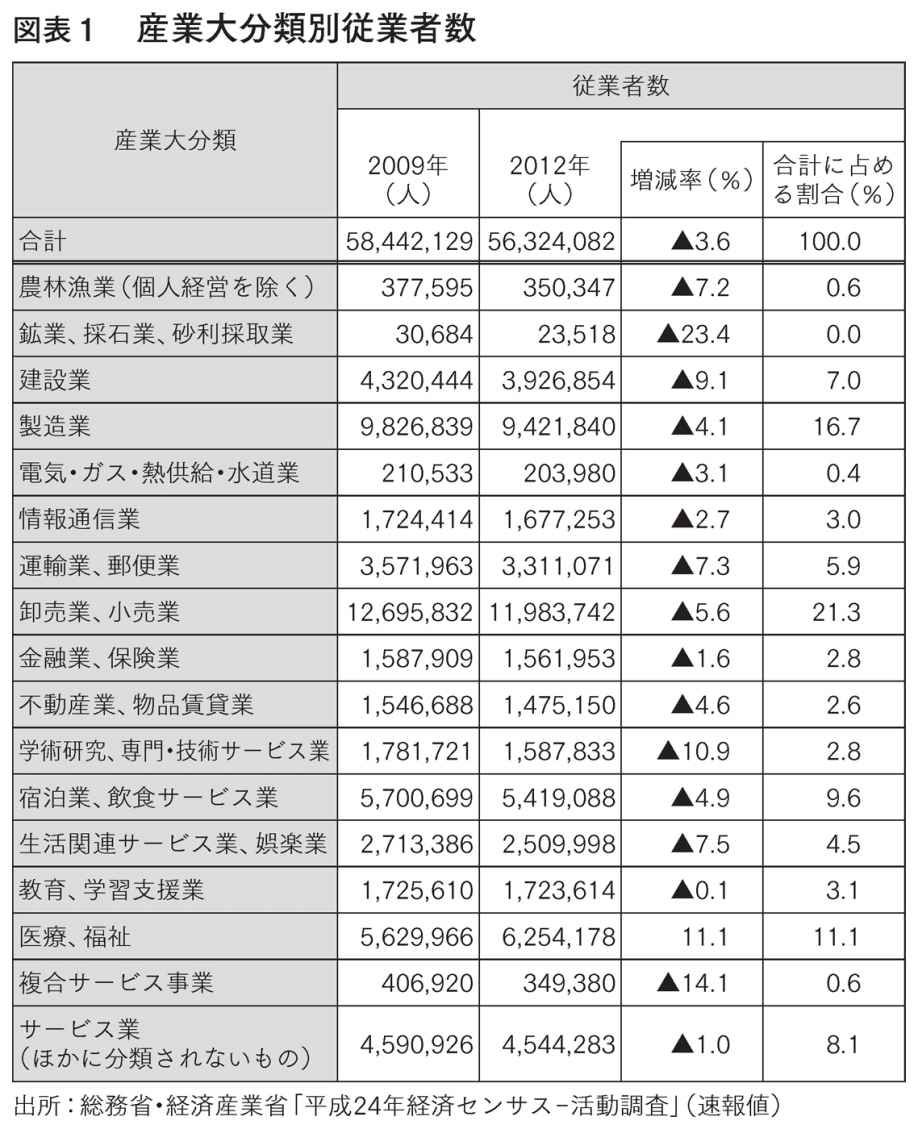 図表1 産業大分類別従業者数
産業大分類
従業者数
2009年
(人)
2012年
(人)
増減率(%)
合計に占め
る割合(%)
合計 58,442,129 56,324,082 ▲3.6 100.0
農林漁業(個人経営を除く) 377,595 350,347 ▲7.2 0.6
鉱業、採石業、砂利採取業 30,684 23,518 ▲23.4 0.0
建設業 4,320,444 3,926,854 ▲9.1 7.0
製造業 9,826,839 9,421,840 ▲4.1 16.7
電気・ガス・熱供給・水道業 210,533 203,980 ▲3.1 0.4
情報通信業 1,724,414 1,677,253 ▲2.7 3.0
運輸業、郵便業 3,571,963 3,311,071 ▲7.3 5.9
卸売業、小売業 12,695,832 11,983,742 ▲5.6 21.3
金融業、保険業 1,587,909 1,561,953 ▲1.6 2.8
不動産業、物品賃貸業 1,546,688 1,475,150 ▲4.6 2.6
学術研究、専門・技術サービス業 1,781,721 1,587,833 ▲10.9 2.8
宿泊業、飲食サービス業 5,700,699 5,419,088 ▲4.9 9.6
生活関連サービス業、娯楽業 2,713,386 2,509,998 ▲7.5 4.5
教育、学習支援業 1,725,610 1,723,614 ▲0.1 3.1
医療、福祉 5,629,966 6,254,178 11.1 11.1
複合サービス事業 406,920 349,380 ▲14.1 0.6
サービス業
(ほかに分類されないもの) 4,590,926 4,544,283 ▲1.0 8.1
出所:総務省・経済産業省「平成24年経済センサス-活動調査」(速報値)